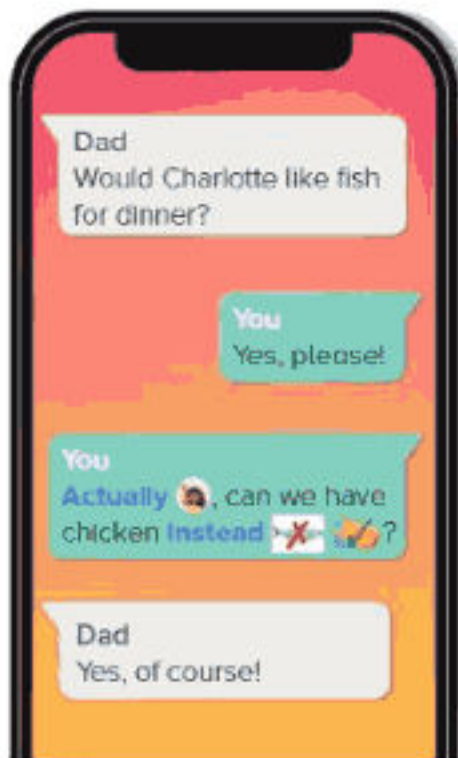 Dad
Would Charlotte like fish
for dinner?
You
Yes, please!
You
Actually, can we have
chicken instead?
Dad
Yes, of course!